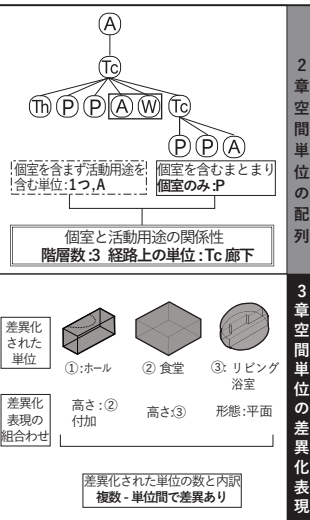 A
Tc
Th P P A W Tc
P P A
個室を含まず活動用途を
含む単位:1つ,A
個室を含むまとまり
個室のみ:P
個室と活動用途の関係性
階層数:3 経路上の単位:Tc 廊下
2章空間単位の配列
差異化
された
単位
①:ホール
② 食堂
③: リビング
浴室
差異化
表現の
組合わせ
高さ:②
付加
高さ:③
形態:平面
差異化された単位の数と内訳
複数 - 単位間で差異あり
3章空間単位の差異化表現